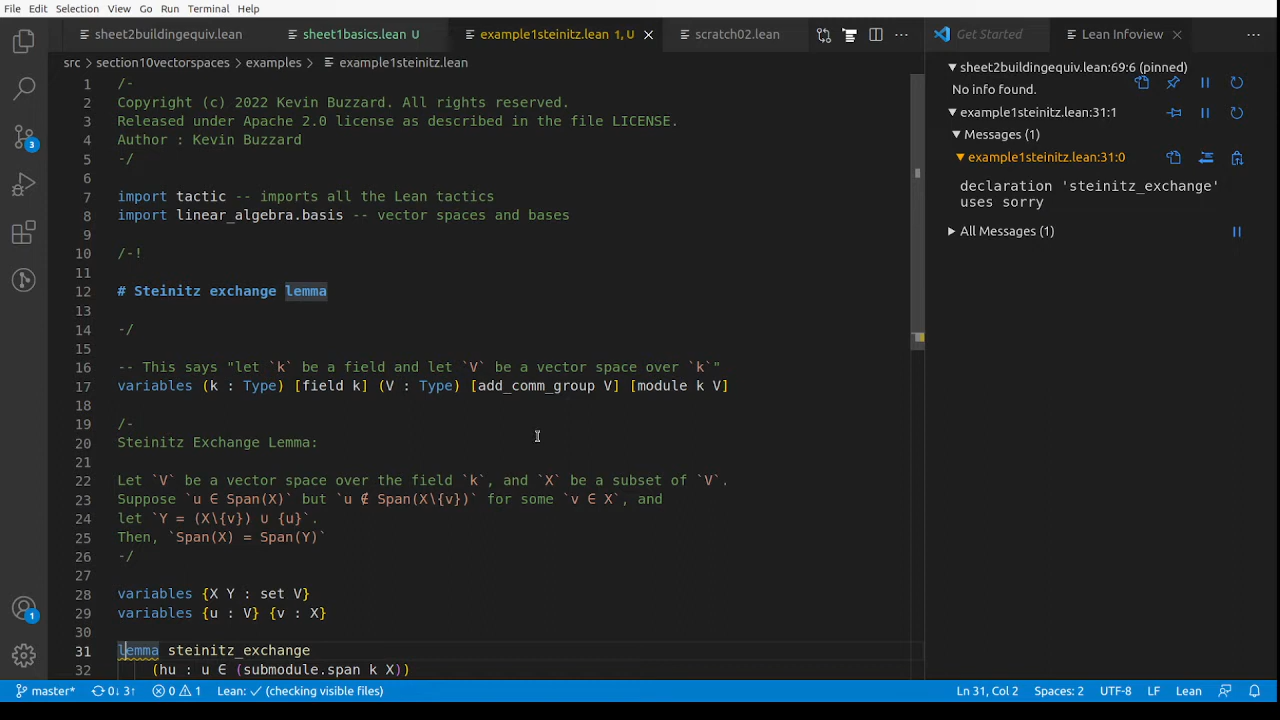 File Edit Selection View Go Run Terminal Help
sheet2buildingequiv.lean sheet1basics.lean U example1steinitz.lean 1, U scratch02.lean Get Started Lean Infoview
src > section10vectorspaces > examples > example1steinitz.lean
1 /-
2 Copyright (c) 2022 Kevin Buzzard. All rights reserved.
3 Released under Apache 2.0 license as described in the file LICENSE.
4 Author : Kevin Buzzard
5 -/
6
7 import tactic -- imports all the Lean tactics
8 import linear_algebra.basis -- vector spaces and bases
9
10 /-!
11
12 # Steinitz exchange lemma
13
14 -/
15
16 -- This says "let `k` be a field and let `V` be a vector space over `k`"
17 variables (k : Type) [field k] (V : Type) [add_comm_group V] [module k V]
18
19 /-
20 Steinitz Exchange Lemma:
21
22 Let `V` be a vector space over the field `k`, and `X` be a subset of `V`.
23 Suppose `u ∈ Span(X)` but `u ∉ Span(X\{v})` for some `v ∈ X`, and
24 let `Y = (X\{v}) ∪ {u}`.
25 Then, `Span(X) = Span(Y)`
26 -/
27
28 variables {X Y : set V}
29 variables {u : V} {v : X}
30
31 lemma steinitz_exchange
32 (hu : u ∈ (submodule.span k X))
sheet2buildingequiv.lean:69:6 (pinned)
No info found.
example1steinitz.lean:31:1
Messages (1)
example1steinitz.lean:31:0
declaration 'steinitz_exchange'
uses sorry
All Messages (1)
3
1
master* 0↓ 3↑ 0 1 Lean: ✓ (checking visible files) Ln 31, Col 2 Spaces: 2 UTF-8 LF Lean